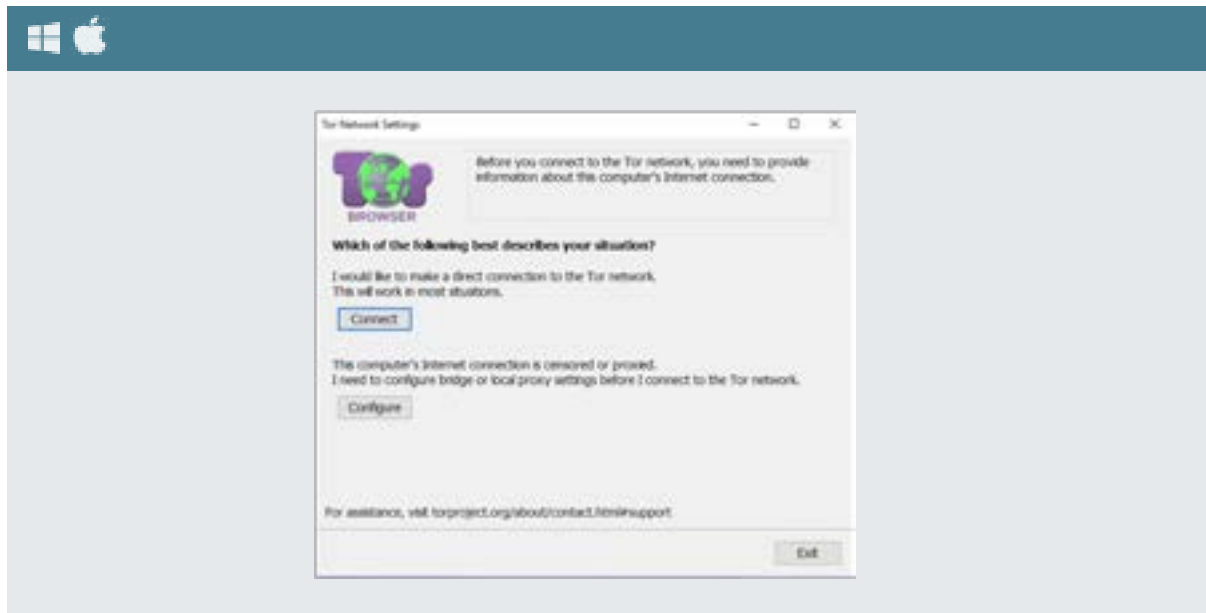 Tor Network Settings
Tor
BROWSER
Before you connect to the Tor network, you need to provide
information about this computer's Internet connection.
Which of the following best describes your situation?
I would like to make a direct connection to the Tor network.
This will work in most situations.
Connect
This computer's Internet connection is censored or proxied.
I need to configure bridge or local proxy settings before I connect to the Tor network.
Configure
For assistance, visit torproject.org/about/contact.html#support
Exit